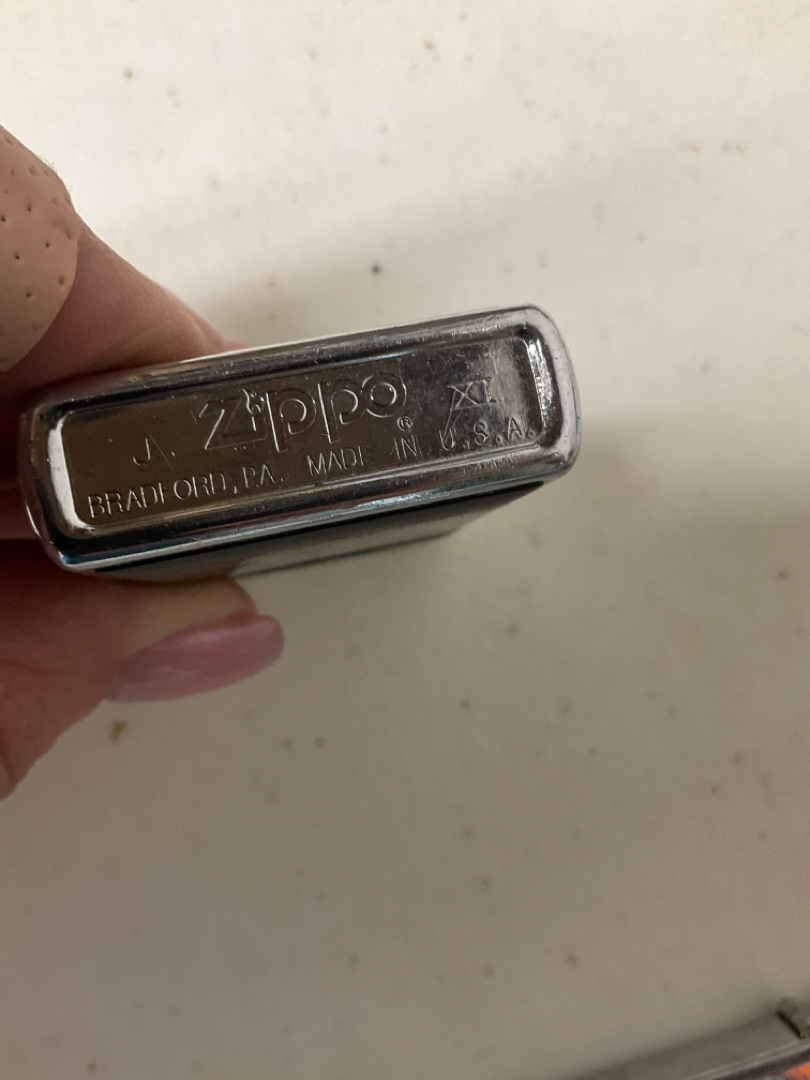 J Zippo® XI
BRADFORD, PA. MADE IN U.S.A.